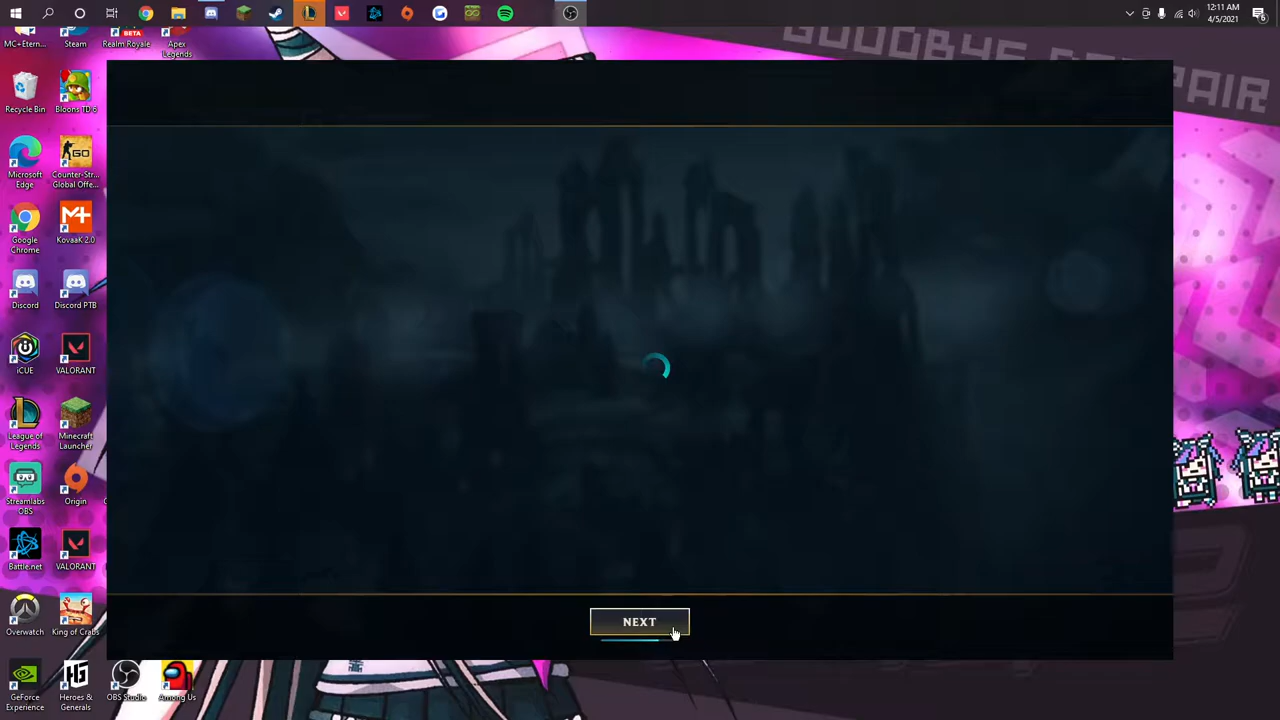 12:11 AM
4/5/2021
6
GOODBYE DESPAIR
MC+Etern...
Steam
BETA
Realm Royale
Apex
Legends
Recycle Bin
Bloons TD 6
Microsoft
Edge
GO
Counter-Str...
Global Offe...
Google
Chrome
KovaaK 2.0
Discord
Discord PTB
iCUE
VALORANT
League of
Legends
Minecraft
Launcher
Streamlabs
OBS
Origin
Battle.net
VALORANT
Overwatch
King of Crabs
GeForce
Experience
Heroes &
Generals
OBS Studio
Among Us
NEXT